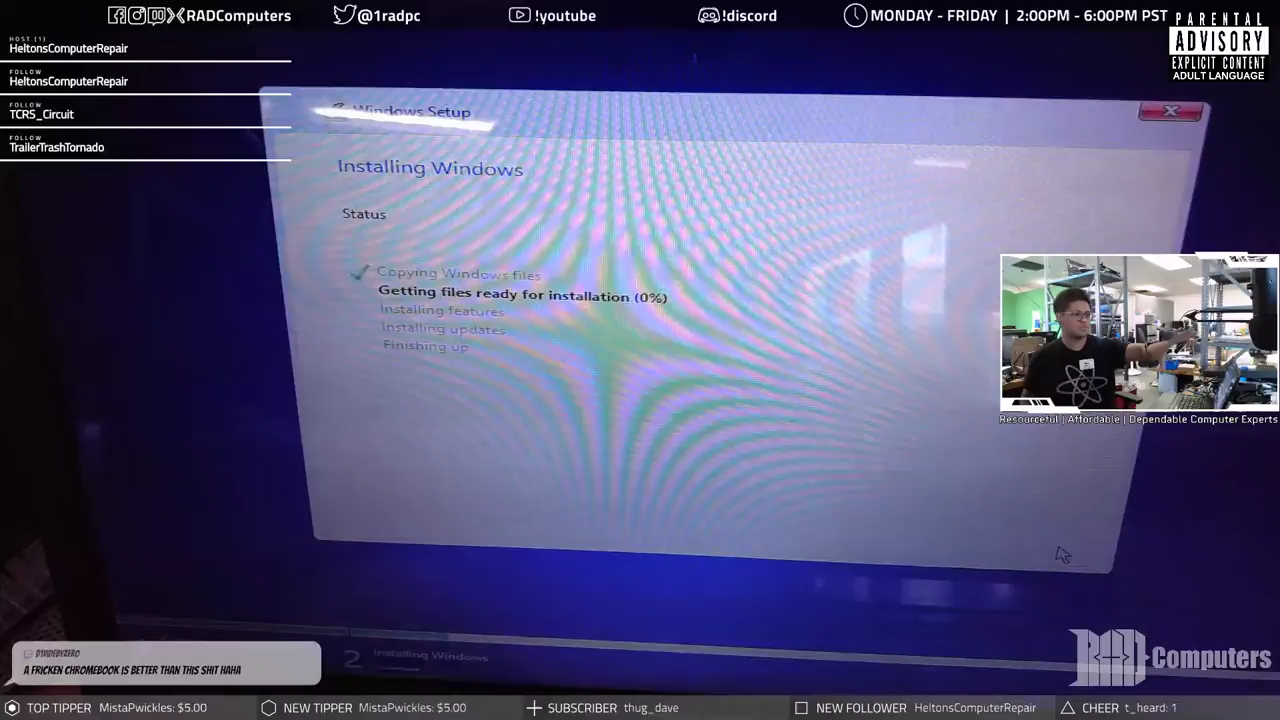 RADComputers
@1radpc
!youtube
!discord
MONDAY - FRIDAY | 2:00PM - 6:00PM PST
PARENTAL
ADVISORY
EXPLICIT CONTENT
ADULT LANGUAGE
HOST (1)
HeltonsComputerRepair
FOLLOW
HeltonsComputerRepair
FOLLOW
TCRS_Circuit
FOLLOW
TrailerTrashTornado
Windows Setup
Installing Windows
Status
Copying Windows files
Getting files ready for installation (0%)
Installing features
Installing updates
Finishing up
Resourceful | Affordable | Dependable Computer Experts
2 Installing Windows
D1V1DEBYZERO
A FRICKEN CHROMEBOOK IS BETTER THAN THIS SHIT HAHA
RAD Computers
TOP TIPPER MistaPwickles: $5.00
NEW TIPPER MistaPwickles: $5.00
SUBSCRIBER thug_dave
NEW FOLLOWER HeltonsComputerRepair
CHEER t_heard: 1